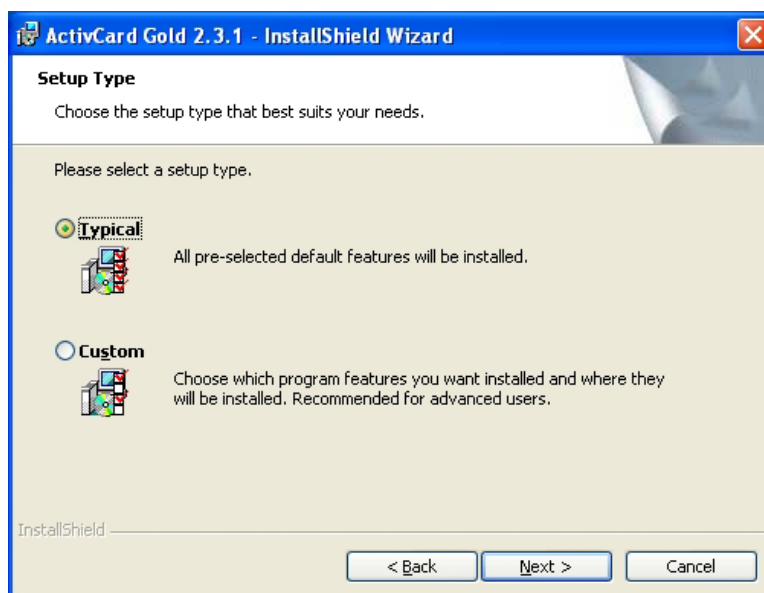 ActivCard Gold 2.3.1 - InstallShield Wizard
Setup Type
Choose the setup type that best suits your needs.
Please select a setup type.
Typical
All pre-selected default features will be installed.
Custom
Choose which program features you want installed and where they
will be installed. Recommended for advanced users.
InstallShield
< Back
Next >
Cancel